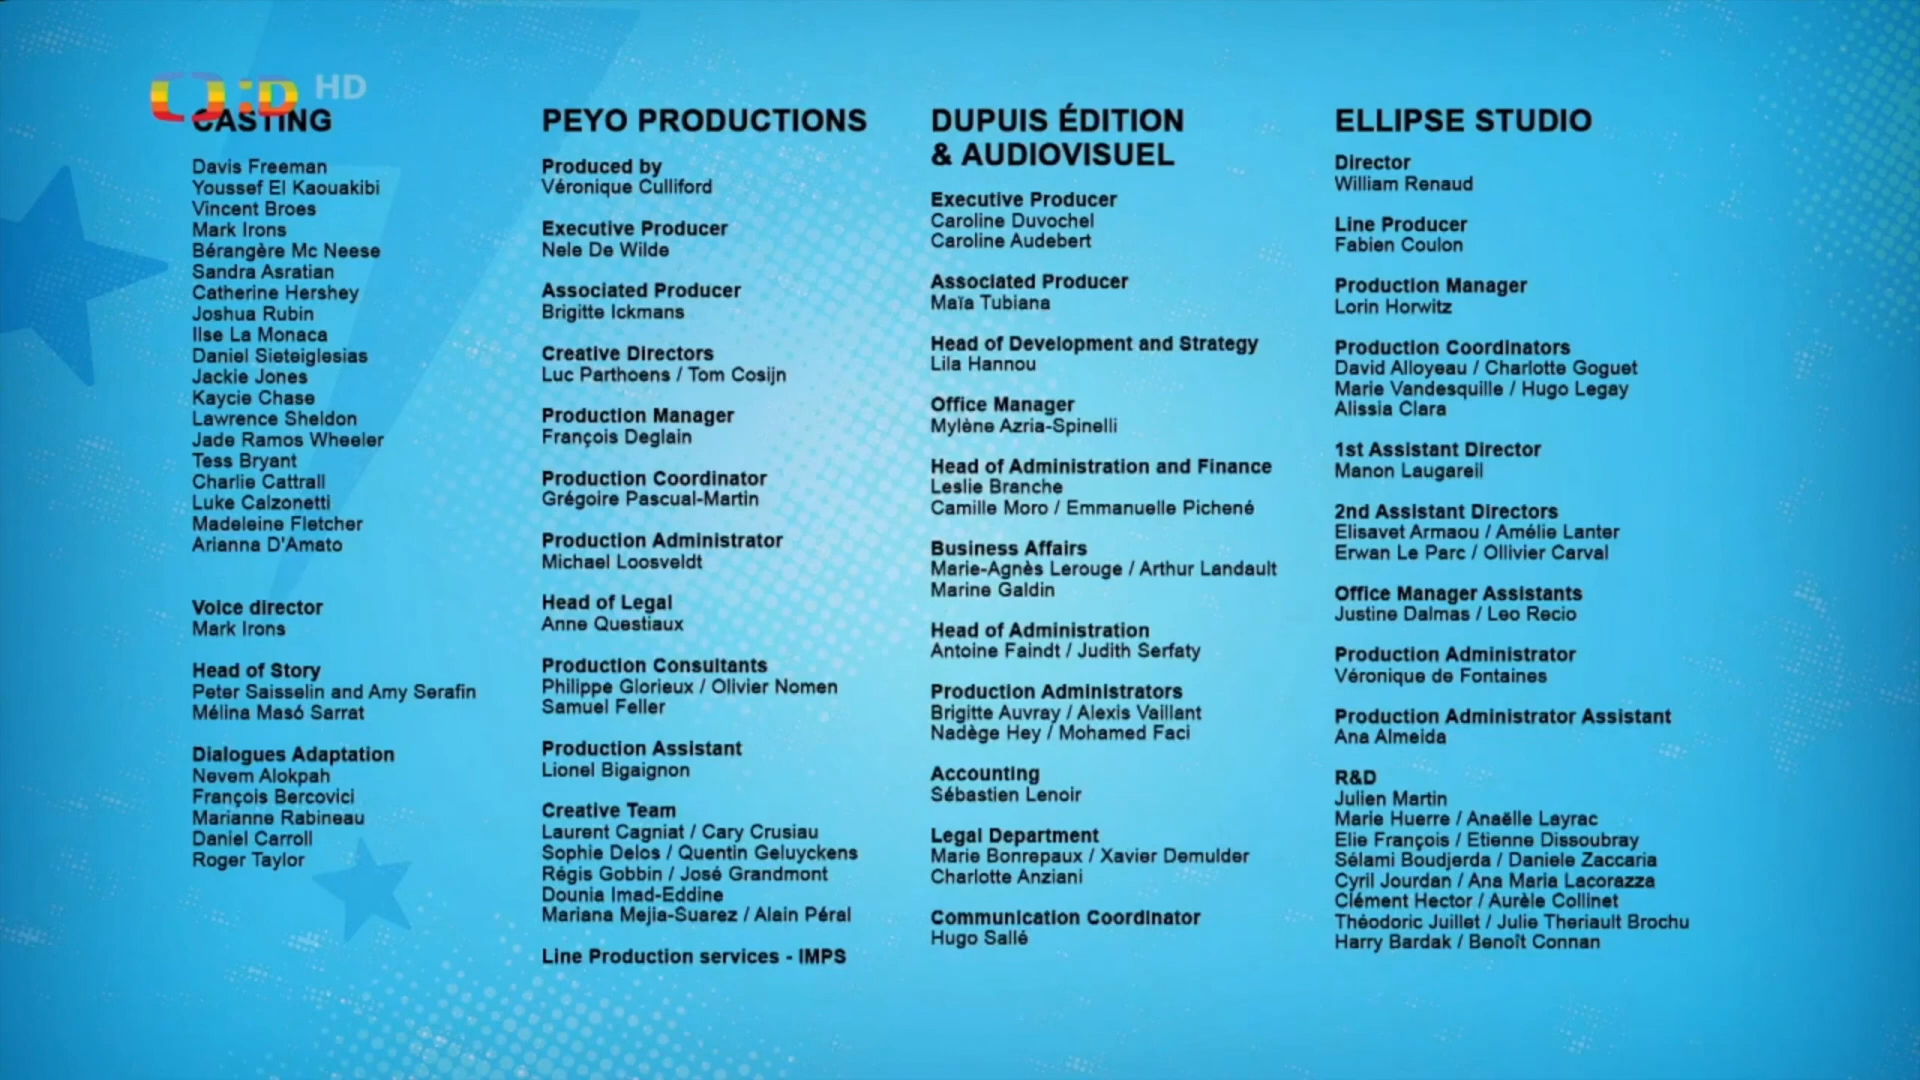 :D HD
CASTING
Davis Freeman
Youssef El Kaouakibi
Vincent Broes
Mark Irons
Bérangère Mc Neese
Sandra Asratian
Catherine Hershey
Joshua Rubin
Ilse La Monaca
Daniel Sieteiglesias
Jackie Jones
Kaycie Chase
Lawrence Sheldon
Jade Ramos Wheeler
Tess Bryant
Charlie Cattrall
Luke Calzonetti
Madeleine Fletcher
Arianna D'Amato
Voice director
Mark Irons
Head of Story
Peter Saisselin and Amy Serafin
Mélina Masó Sarrat
Dialogues Adaptation
Nevem Alokpah
François Bercovici
Marianne Rabineau
Daniel Carroll
Roger Taylor
PEYO PRODUCTIONS
Produced by
Véronique Culliford
Executive Producer
Nele De Wilde
Associated Producer
Brigitte Ickmans
Creative Directors
Luc Parthoens / Tom Cosijn
Production Manager
François Deglain
Production Coordinator
Grégoire Pascual-Martin
Production Administrator
Michael Loosveldt
Head of Legal
Anne Questiaux
Production Consultants
Philippe Glorieux / Olivier Nomen
Samuel Feller
Production Assistant
Lionel Bigaignon
Creative Team
Laurent Cagniat / Cary Crusiau
Sophie Delos / Quentin Geluyckens
Régis Gobbin / José Grandmont
Dounia Imad-Eddine
Mariana Mejia-Suarez / Alain Péral
Line Production services - IMPS
DUPUIS ÉDITION
& AUDIOVISUEL
Executive Producer
Caroline Duvochel
Caroline Audebert
Associated Producer
Maïa Tubiana
Head of Development and Strategy
Lila Hannou
Office Manager
Mylène Azria-Spinelli
Head of Administration and Finance
Leslie Branche
Camille Moro / Emmanuelle Pichené
Business Affairs
Marie-Agnès Lerouge / Arthur Landault
Marine Galdin
Head of Administration
Antoine Faindt / Judith Serfaty
Production Administrators
Brigitte Auvray / Alexis Vaillant
Nadège Hey / Mohamed Faci
Accounting
Sébastien Lenoir
Legal Department
Marie Bonrepaux / Xavier Demulder
Charlotte Anziani
Communication Coordinator
Hugo Sallé
ELLIPSE STUDIO
Director
William Renaud
Line Producer
Fabien Coulon
Production Manager
Lorin Horwitz
Production Coordinators
David Alloyeau / Charlotte Goguet
Marie Vandesquille / Hugo Legay
Alissia Clara
1st Assistant Director
Manon Laugareil
2nd Assistant Directors
Elisavet Armaou / Amélie Lanter
Erwan Le Parc / Ollivier Carval
Office Manager Assistants
Justine Dalmas / Leo Recio
Production Administrator
Véronique de Fontaines
Production Administrator Assistant
Ana Almeida
R&D
Julien Martin
Marie Huerre / Anaëlle Layrac
Elie François / Etienne Dissoubray
Sélami Boudjerda / Daniele Zaccaria
Cyril Jourdan / Ana Maria Lacorazza
Clément Hector / Aurèle Collinet
Théodoric Juillet / Julie Theriault Brochu
Harry Bardak / Benoît Connan